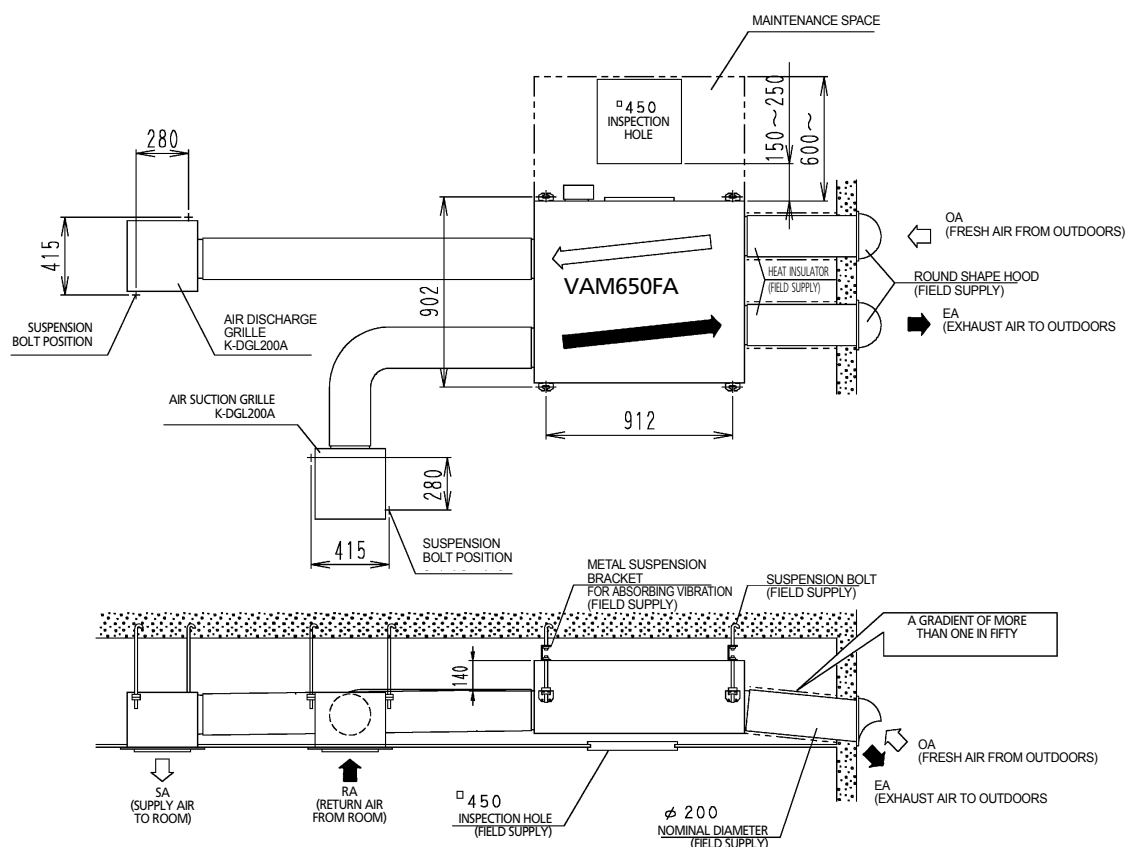 MAINTENANCE SPACE
□450
INSPECTION
HOLE
150～250
600～
280
415
902
OA
(FRESH AIR FROM OUTDOORS)
HEAT INSULATOR
(FIELD SUPPLY)
ROUND SHAPE HOOD
(FIELD SUPPLY)
VAM650FA
EA
(EXHAUST AIR TO OUTDOORS
SUSPENSION
BOLT POSITION
AIR DISCHARGE
GRILLE
K-DGL200A
AIR SUCTION GRILLE
K-DGL200A
912
280
415
SUSPENSION
BOLT POSITION
METAL SUSPENSION
BRACKET
FOR ABSORBING VIBRATION
(FIELD SUPPLY)
SUSPENSION BOLT
(FIELD SUPPLY)
A GRADIENT OF MORE
THAN ONE IN FIFTY
140
OA
(FRESH AIR FROM OUTDOORS)
EA
(EXHAUST AIR TO OUTDOORS
SA
(SUPPLY AIR
TO ROOM)
RA
(RETURN AIR
FROM ROOM)
□450
INSPECTION HOLE
(FIELD SUPPLY)
φ200
NOMINAL DIAMETER
(FIELD SUPPLY)